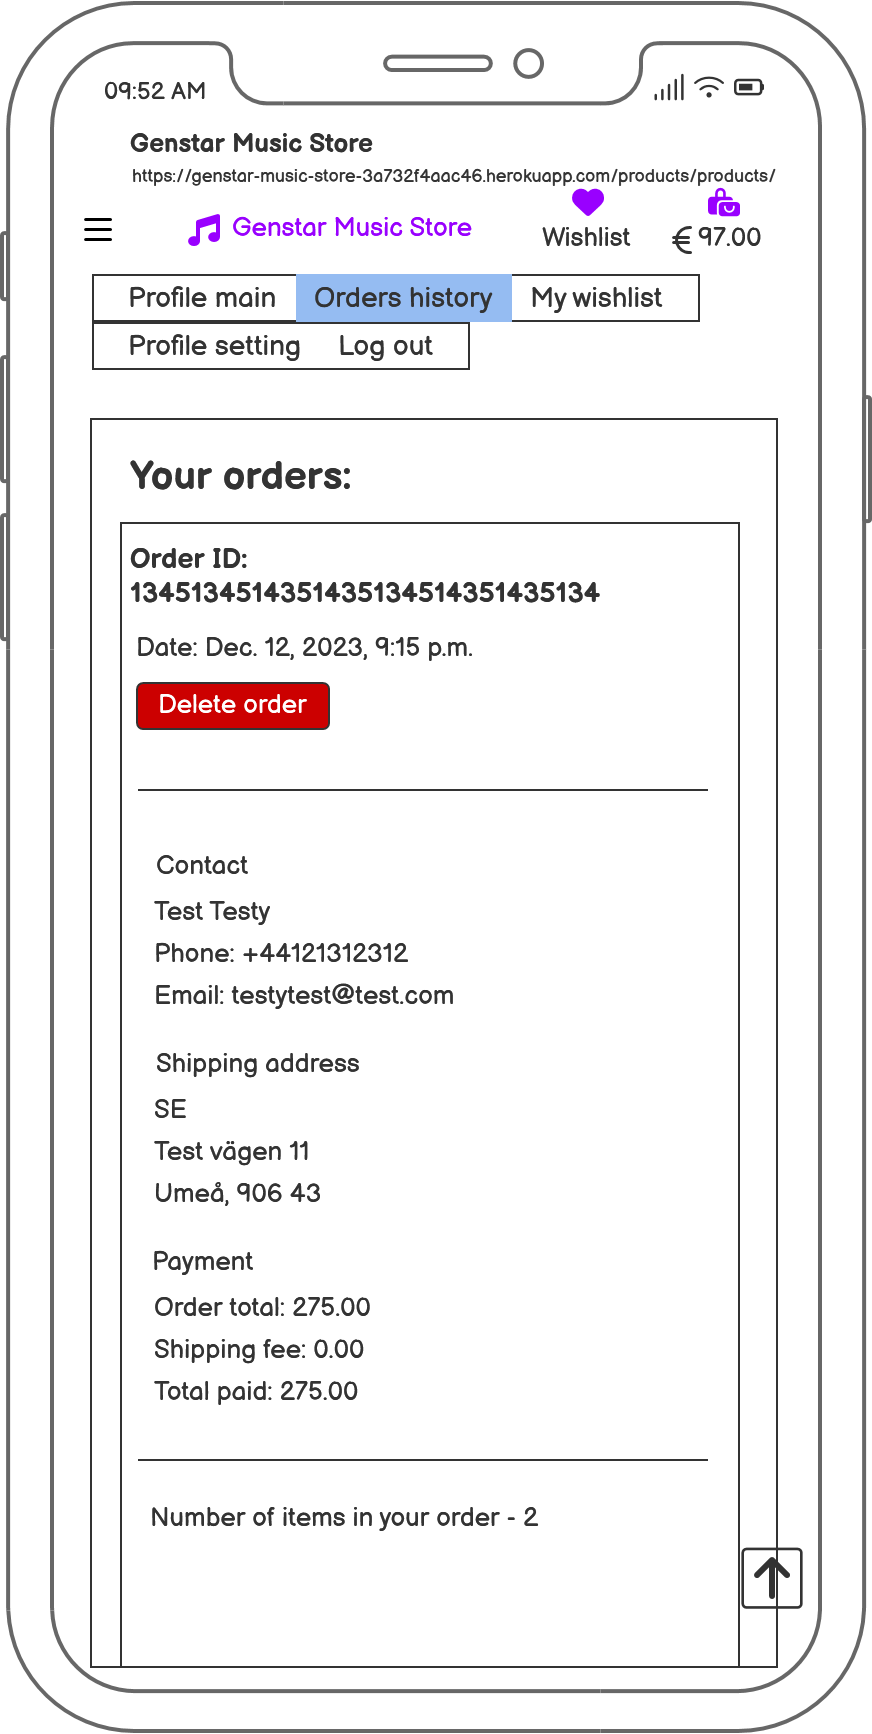 09:52 AM
Genstar Music Store
https://genstar-music-store-3a732f4aac46.herokuapp.com/products/products/
Genstar Music Store
Wishlist
€ 97.00
Profile main Orders history My wishlist
Profile setting Log out
Your orders:
Order ID:
1345134514351435134514351435134
Date: Dec. 12, 2023, 9:15 p.m.
Delete order
Contact
Test Testy
Phone: +44121312312
Email: testytest@test.com
Shipping address
SE
Test vägen 11
Umeå, 906 43
Payment
Order total: 275.00
Shipping fee: 0.00
Total paid: 275.00
Number of items in your order - 2